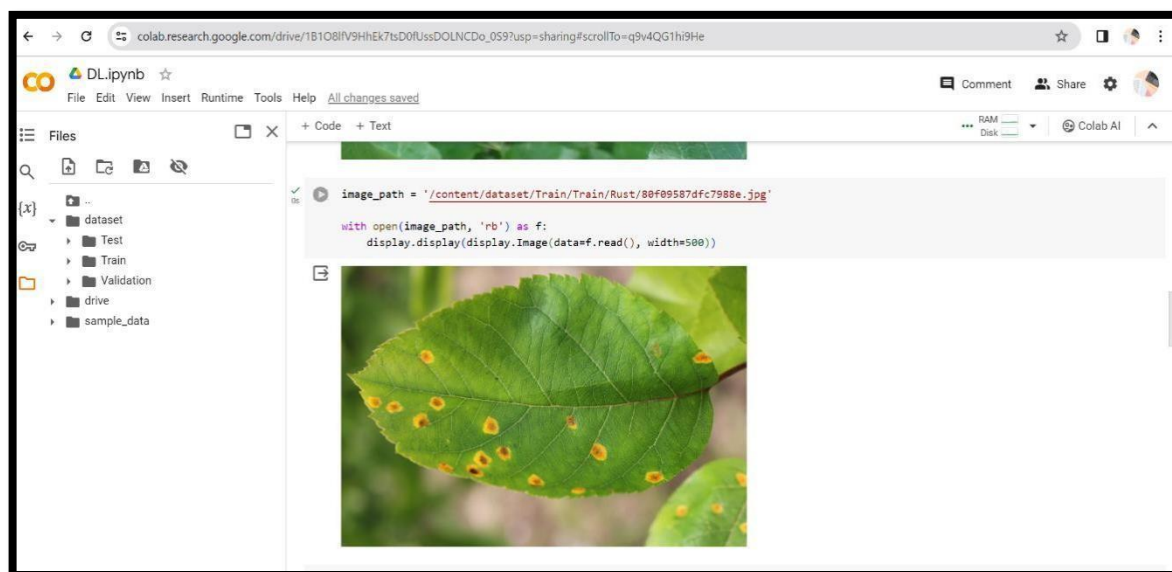 colab.research.google.com/drive/1B1O8lfV9HhEk7tsD0fUssDOLNCDo_0S9?usp=sharing#scrollTo=q9v4QG1hi9He
DL.ipynb
File Edit View Insert Runtime Tools Help All changes saved
Comment Share
Files
+ Code + Text
RAM
Disk
Colab AI
{x}
..
dataset
Test
Train
Validation
drive
sample_data
0s
image_path = '/content/dataset/Train/Train/Rust/80f09587dfc7988e.jpg'
with open(image_path, 'rb') as f:
display.display(display.Image(data=f.read(), width=500))